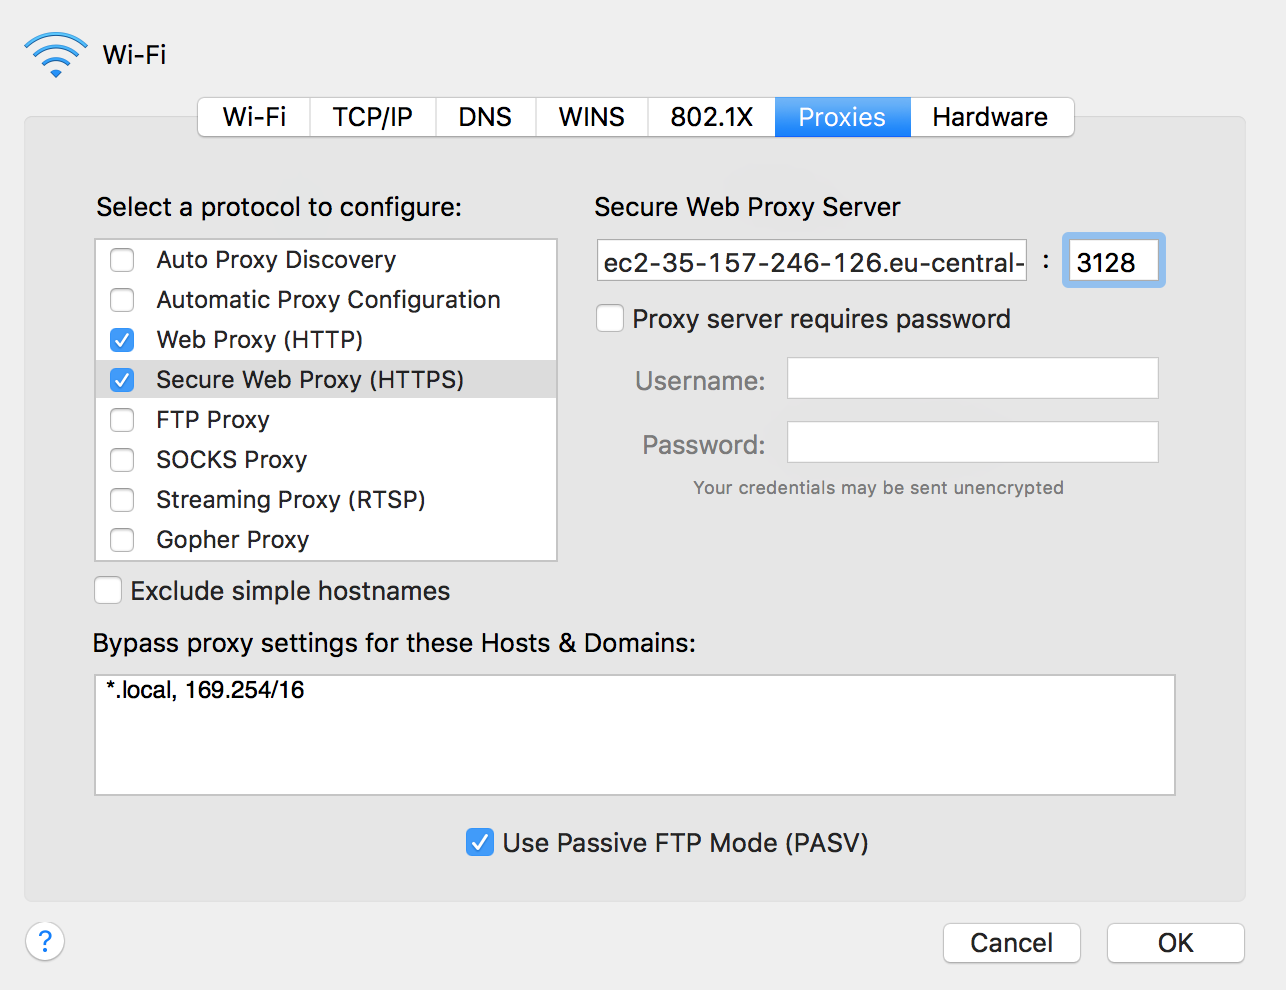 Wi-Fi
Wi-Fi TCP/IP DNS WINS 802.1X Proxies Hardware
Select a protocol to configure:
Auto Proxy Discovery
Automatic Proxy Configuration
Web Proxy (HTTP)
Secure Web Proxy (HTTPS)
FTP Proxy
SOCKS Proxy
Streaming Proxy (RTSP)
Gopher Proxy
Exclude simple hostnames
Secure Web Proxy Server
ec2-35-157-246-126.eu-central- : 3128
Proxy server requires password
Username:
Password:
Your credentials may be sent unencrypted
Bypass proxy settings for these Hosts & Domains:
*.local, 169.254/16
Use Passive FTP Mode (PASV)
? Cancel OK